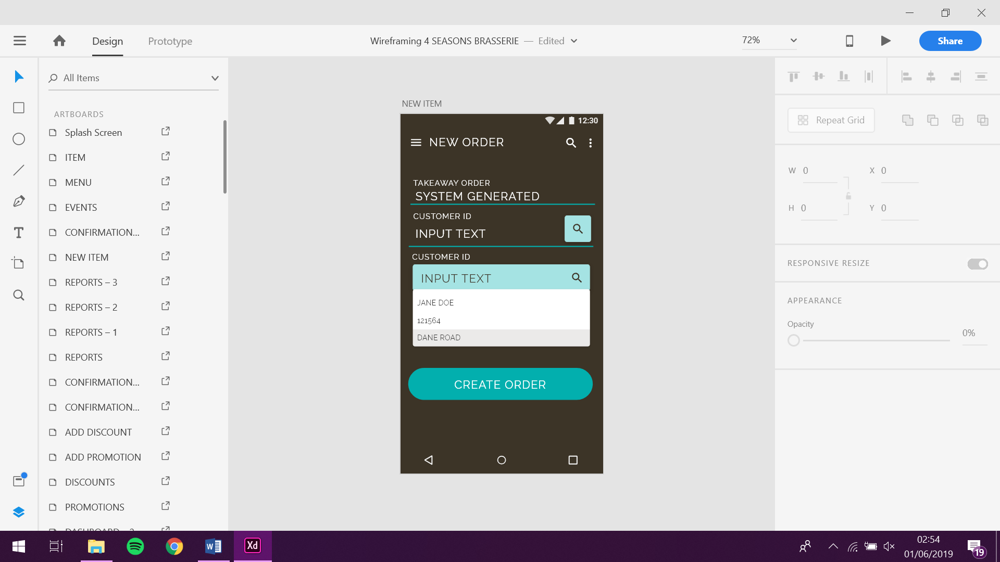 Design
Prototype
Wireframing 4 SEASONS BRASSERIE — Edited
72%
Share
All Items
ARTBOARDS
Splash Screen
ITEM
MENU
EVENTS
CONFIRMATION...
NEW ITEM
REPORTS – 3
REPORTS – 2
REPORTS – 1
REPORTS
CONFIRMATION...
CONFIRMATION...
ADD DISCOUNT
ADD PROMOTION
DISCOUNTS
PROMOTIONS
NEW ITEM
12:30
NEW ORDER
TAKEAWAY ORDER
SYSTEM GENERATED
CUSTOMER ID
INPUT TEXT
CUSTOMER ID
INPUT TEXT
JANE DOE
121564
DANE ROAD
CREATE ORDER
Repeat Grid
W 0
X 0
H 0
Y 0
RESPONSIVE RESIZE
APPEARANCE
Opacity
0%
W
Xd
02:54
01/06/2019
19